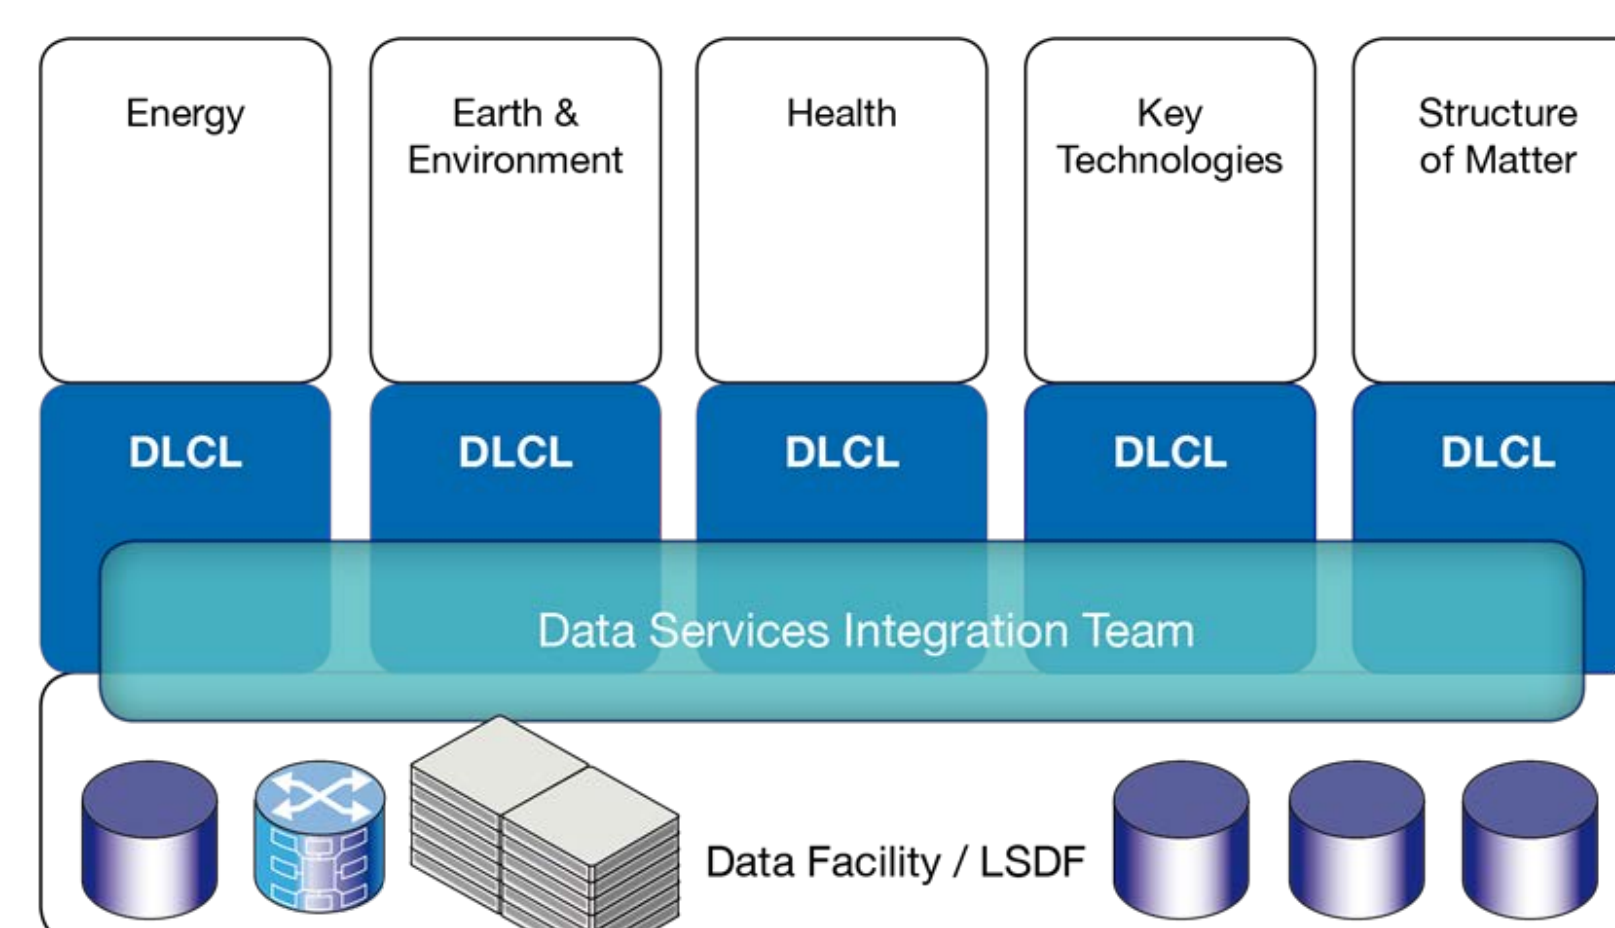 Energy
Earth &
Environment
Health
Key
Technologies
Structure
of Matter
DLCL
DLCL
DLCL
DLCL
DLCL
Data Services Integration Team
Data Facility / LSDF